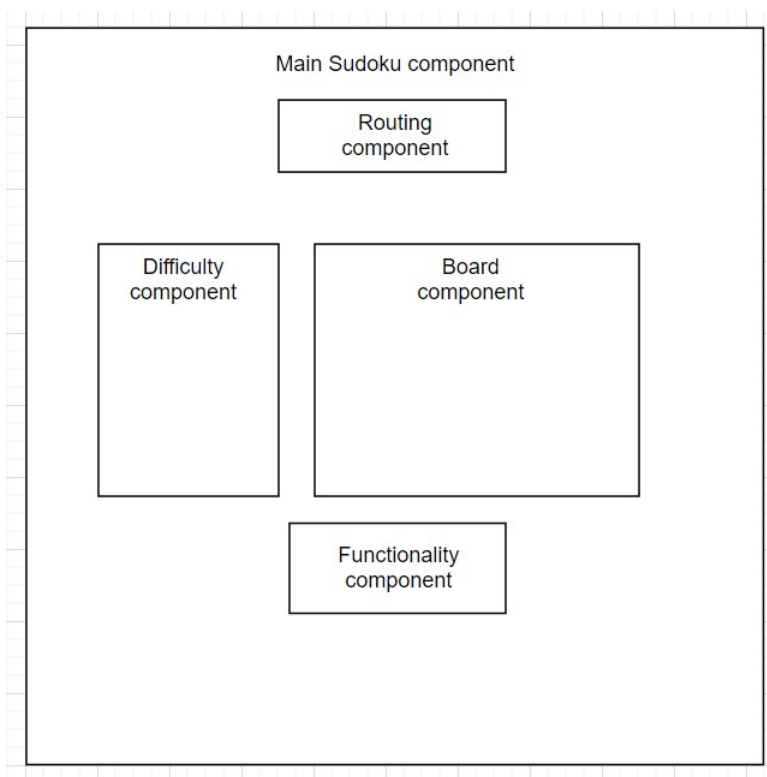 Main Sudoku component
Routing
component
Difficulty
component
Board
component
Functionality
component